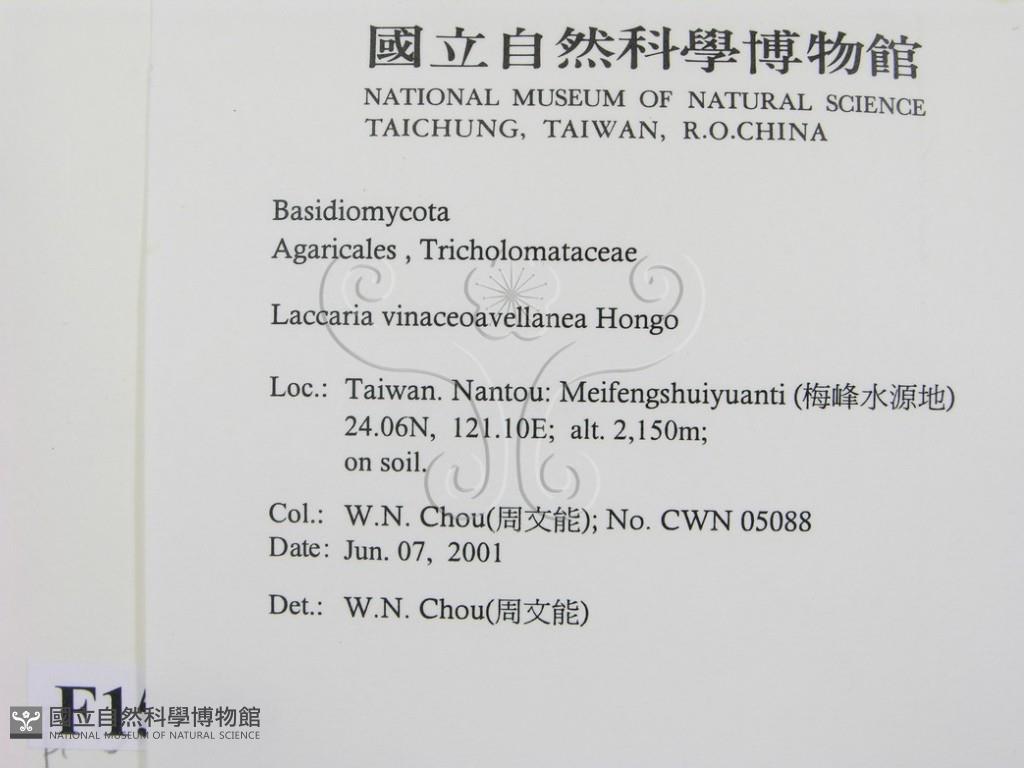 國立自然科學博物館
NATIONAL MUSEUM OF NATURAL SCIENCE
TAICHUNG, TAIWAN, R.O.CHINA
Basidiomycota
Agaricales , Tricholomataceae
Laccaria vinaceoavellanea Hongo
Loc.: Taiwan. Nantou: Meifengshuiyuanti (梅峰水源地)
24.06N, 121.10E; alt. 2,150m;
on soil.
Col.: W.N. Chou(周文能); No. CWN 05088
Date: Jun. 07, 2001
Det.: W.N. Chou(周文能)
國立自然科學博物館
NATIONAL MUSEUM OF NATURAL SCIENCE